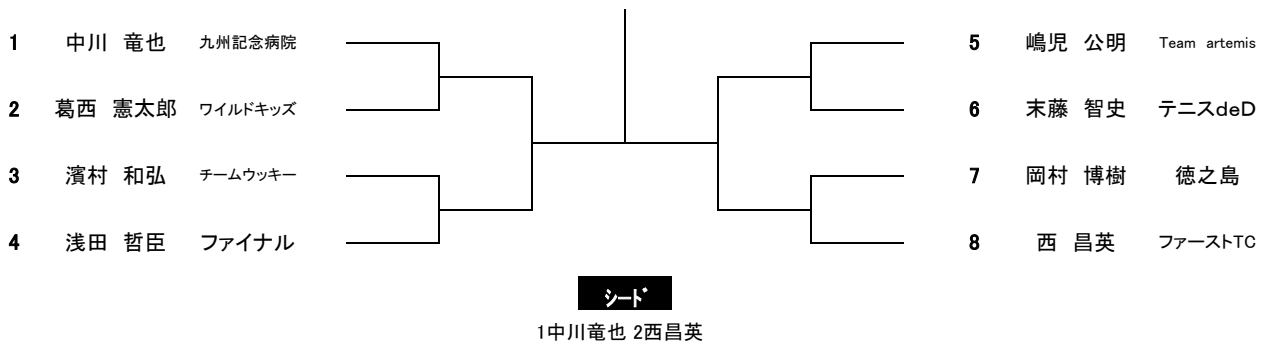 1 中川 竜也 九州記念病院
2 葛西 憲太郎 ワイルドキッズ
3 濱村 和弘 チームウッキー
4 浅田 哲臣 ファイナル
5 嶋児 公明 Team artemis
6 末藤 智史 テニスdeD
7 岡村 博樹 徳之島
8 西 昌英 ファーストTC
シード
1中川竜也 2西昌英